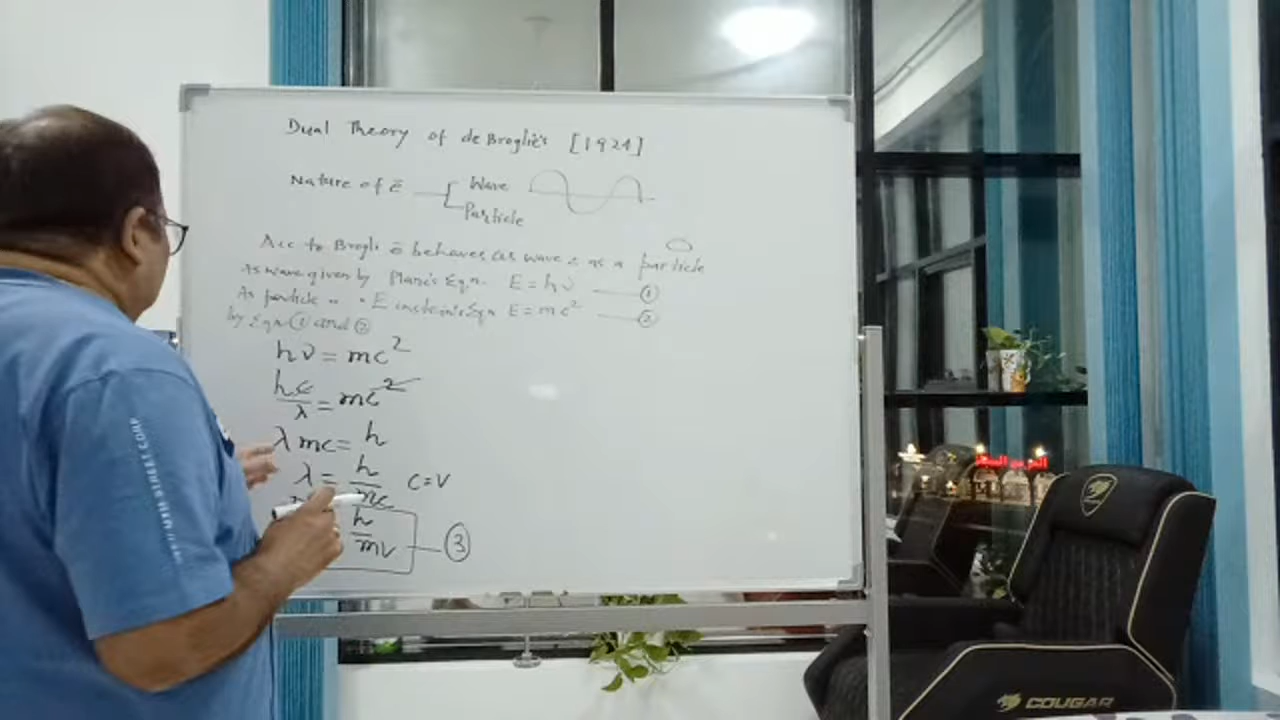 Dual Theory of de Broglie's [1924]
Nature of ē
Wave
Particle
Acc to Brogli ē behaves as wave & as a particle
As wave given by Planc's Eqn. E = hν ①
As particle " " Einstein's Eqn E = mc² ②
by Eqn ① and ②
hν = mc²
hc/λ = mc²
λ mc = h
λ = h/mc c=v
h/mv ③
COUGAR